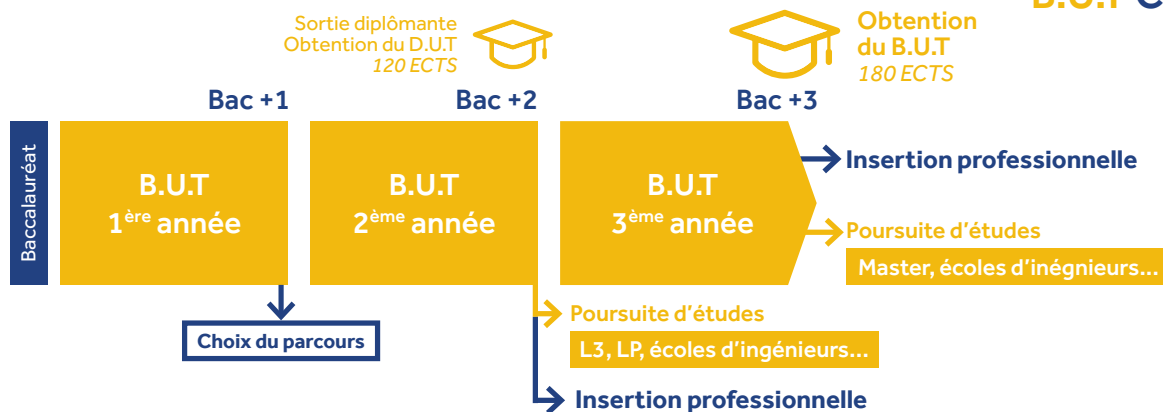 B.U.T C
Sortie diplômante
Obtention du D.U.T
120 ECTS
Obtention
du B.U.T
180 ECTS
Bac +1
Bac +2
Bac +3
Baccalauréat
B.U.T
1ère année
B.U.T
2ème année
B.U.T
3ème année
Insertion professionnelle
Poursuite d'études
Master, écoles d'inégnieurs...
Choix du parcours
Poursuite d'études
L3, LP, écoles d'ingénieurs...
Insertion professionnelle